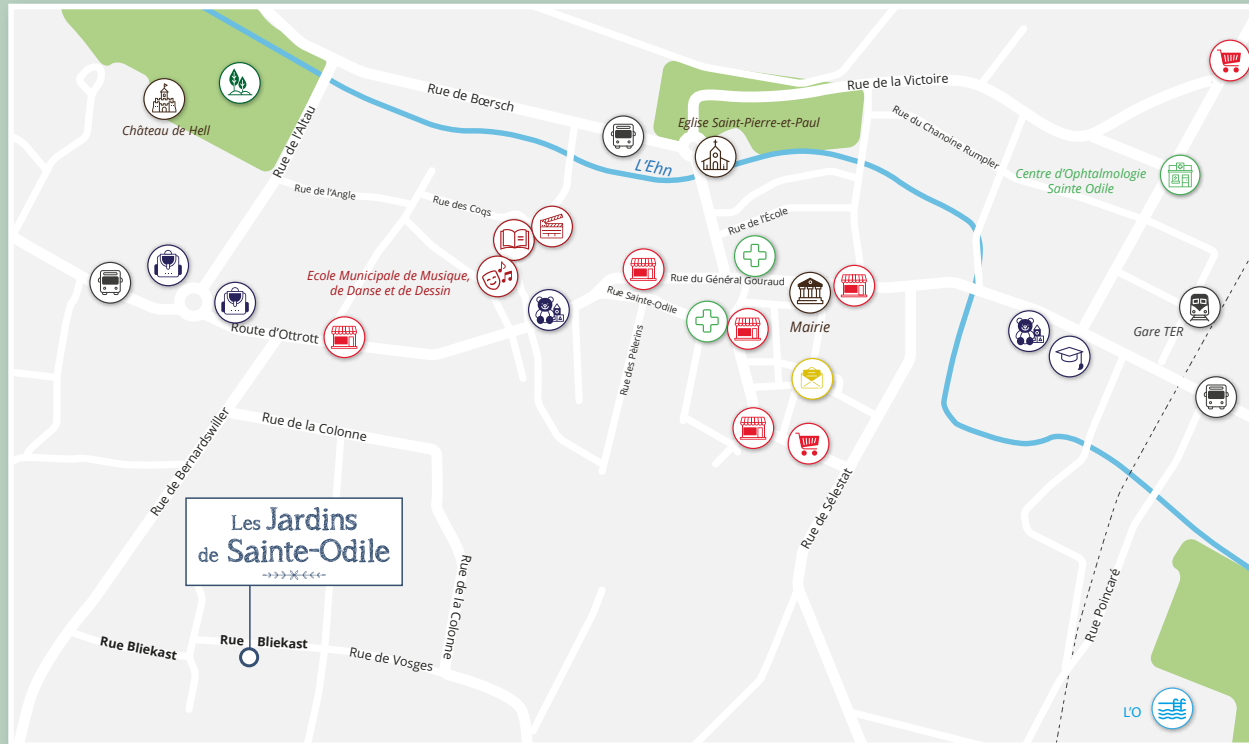 Rue de Bœrsch
Rue de la Victoire
Eglise Saint-Pierre-et-Paul
Château de Hell
Rue de l'Altau
Rue du Chanoine Rumpler
L'Ehn
Centre d'Ophtalmologie
Sainte Odile
Rue de l'Angle
Rue des Coqs
Rue de l'École
Ecole Municipale de Musique,
de Danse et de Dessin
Rue du Général Gouraud
Rue Sainte-Odile
Mairie
Route d'Ottrott
Gare TER
Rue des Pèlerins
Rue de la Colonne
Rue de Bernardswiller
Rue de Sélestat
Les Jardins
de Sainte-Odile
Rue de la Colonne
Rue Poincaré
Rue Bliekast
Rue Bliekast
Rue de Vosges
L'O